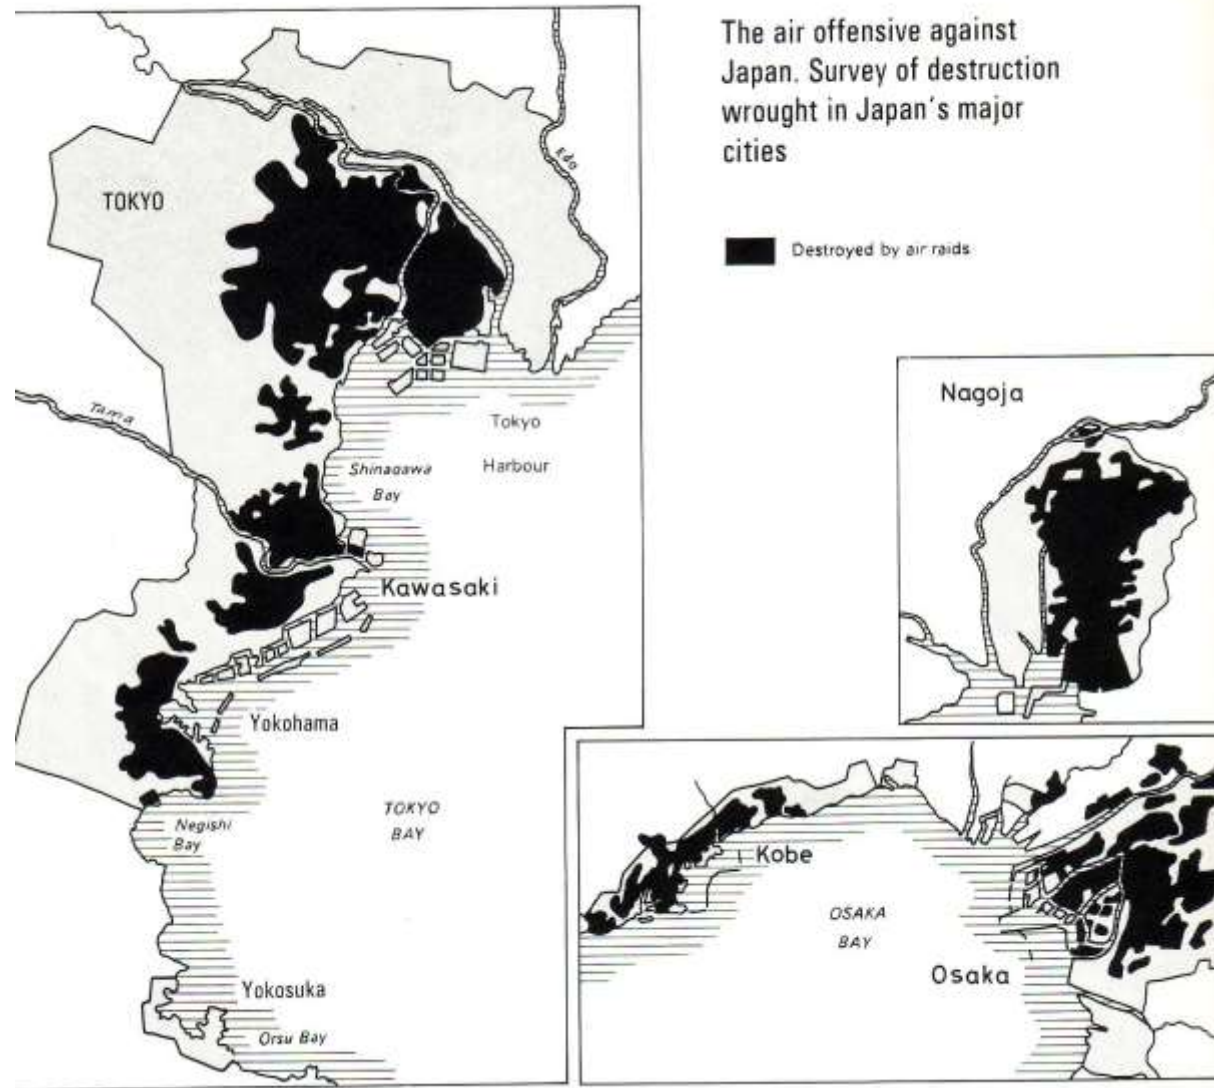 The air offensive against
Japan. Survey of destruction
wrought in Japan's major
cities
Destroyed by air raids
TOKYO
Edo
Tama
Tokyo
Harbour
Shinagawa
Bay
Kawasaki
Yokohama
TOKYO
BAY
Negishi
Bay
Yokosuka
Orsu Bay
Nagoja
Kobe
OSAKA
BAY
Osaka